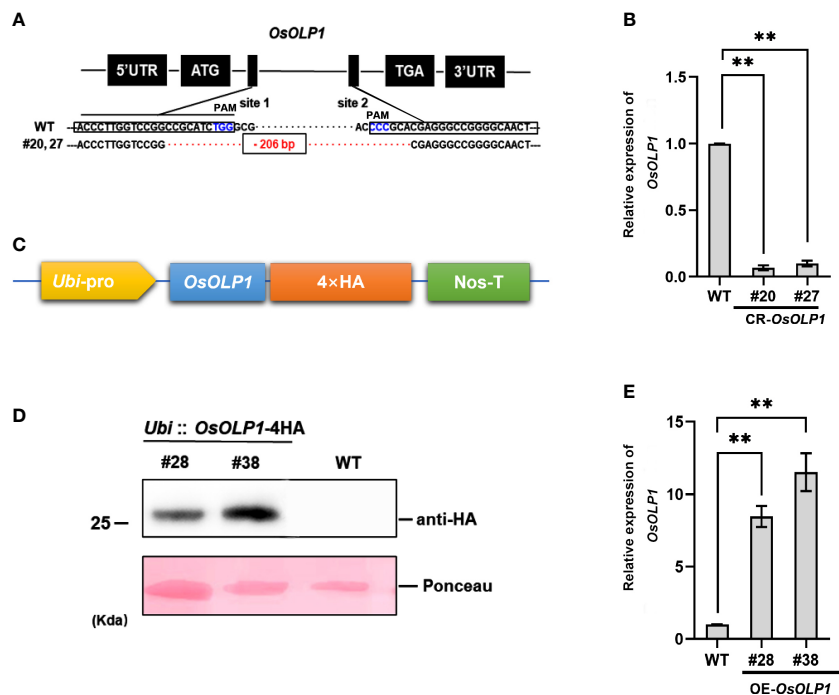 A
OsOLP1
5'UTR ATG TGA 3'UTR
PAM site 1 site 2 PAM
WT ---ACCCTTGGTCCGGCCGCATCTGGGCG··········ACCCCGCACGAGGGCCGGGGCAACT---
#20, 27 ---ACCCTTGGTCCGG··········- 206 bp··········CGAGGGCCGGGGCAACT---
B
Relative expression of
OsOLP1
**
**
1.5
1.0
0.5
0.0
WT #20 #27
CR-OsOLP1
C
Ubi-pro OsOLP1 4×HA Nos-T
D
Ubi :: OsOLP1-4HA
#28 #38 WT
25 anti-HA
Ponceau
(Kda)
E
Relative expression of
OsOLP1
**
**
15
10
5
0
WT #28 #38
OE-OsOLP1